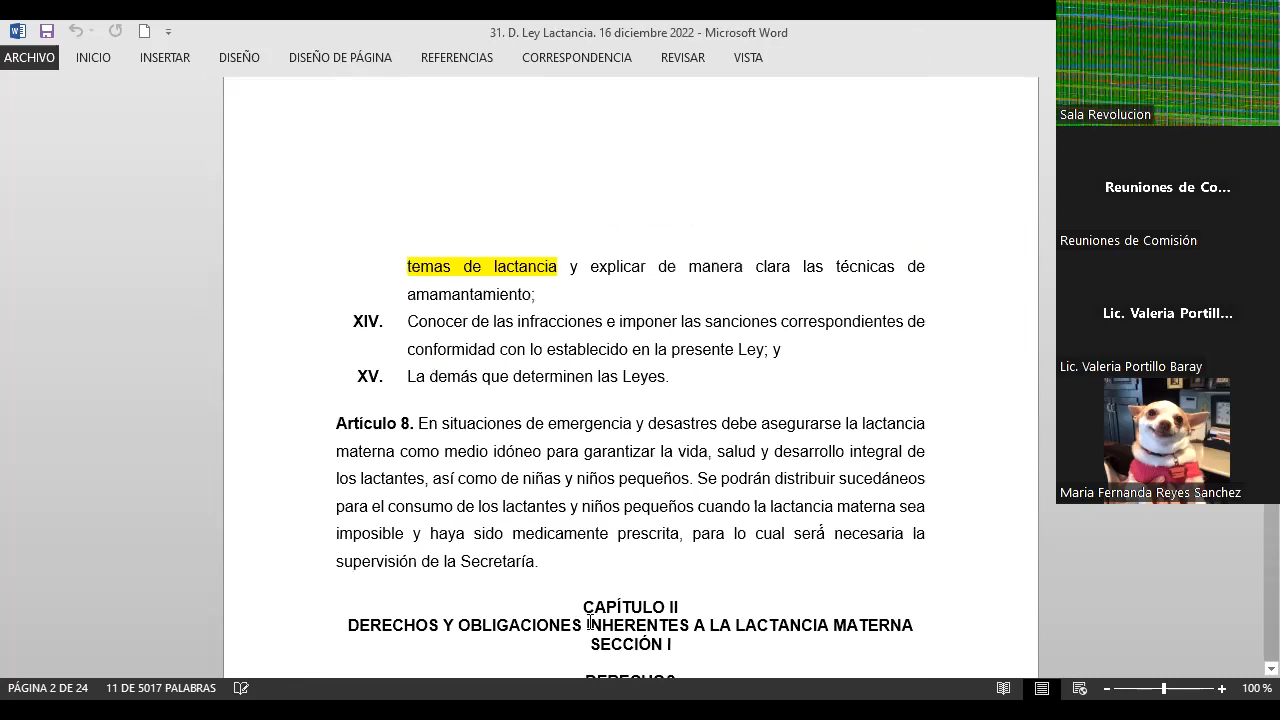 31. D. Ley Lactancia. 16 diciembre 2022 - Microsoft Word
ARCHIVO INICIO INSERTAR DISEÑO DISEÑO DE PÁGINA REFERENCIAS CORRESPONDENCIA REVISAR VISTA
temas de lactancia y explicar de manera clara las técnicas de
amamantamiento;
XIV. Conocer de las infracciones e imponer las sanciones correspondientes de
conformidad con lo establecido en la presente Ley; y
XV. La demás que determinen las Leyes.
Artículo 8. En situaciones de emergencia y desastres debe asegurarse la lactancia
materna como medio idóneo para garantizar la vida, salud y desarrollo integral de
los lactantes, así como de niñas y niños pequeños. Se podrán distribuir sucedáneos
para el consumo de los lactantes y niños pequeños cuando la lactancia materna sea
imposible y haya sido medicamente prescrita, para lo cual será necesaria la
supervisión de la Secretaría.
CAPÍTULO II
DERECHOS Y OBLIGACIONES INHERENTES A LA LACTANCIA MATERNA
SECCIÓN I
PÁGINA 2 DE 24 11 DE 5017 PALABRAS 100 %
Sala Revolucion
Reuniones de Co...
Reuniones de Comisión
Lic. Valeria Portill...
Lic. Valeria Portillo Baray
Maria Fernanda Reyes Sanchez